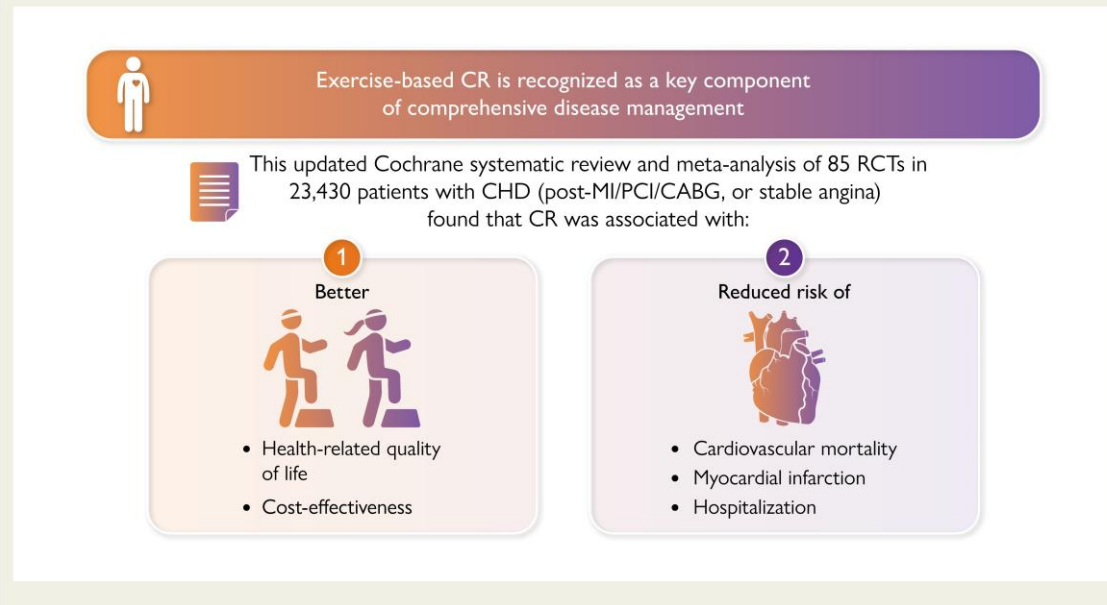 Exercise-based CR is recognized as a key component
of comprehensive disease management
This updated Cochrane systematic review and meta-analysis of 85 RCTs in
23,430 patients with CHD (post-MI/PCI/CABG, or stable angina)
found that CR was associated with:
1
Better
• Health-related quality
of life
• Cost-effectiveness
2
Reduced risk of
• Cardiovascular mortality
• Myocardial infarction
• Hospitalization